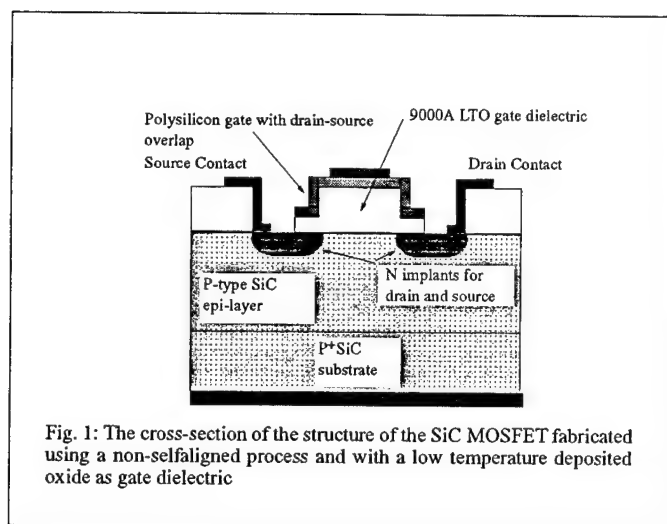 Polysilicon gate with drain-source
overlap
Source Contact
9000A LTO gate dielectric
Drain Contact
P-type SiC
epi-layer
N implants for
drain and source
P+SiC
substrate
Fig. 1: The cross-section of the structure of the SiC MOSFET fabricated
using a non-selfaligned process and with a low temperature deposited
oxide as gate dielectric